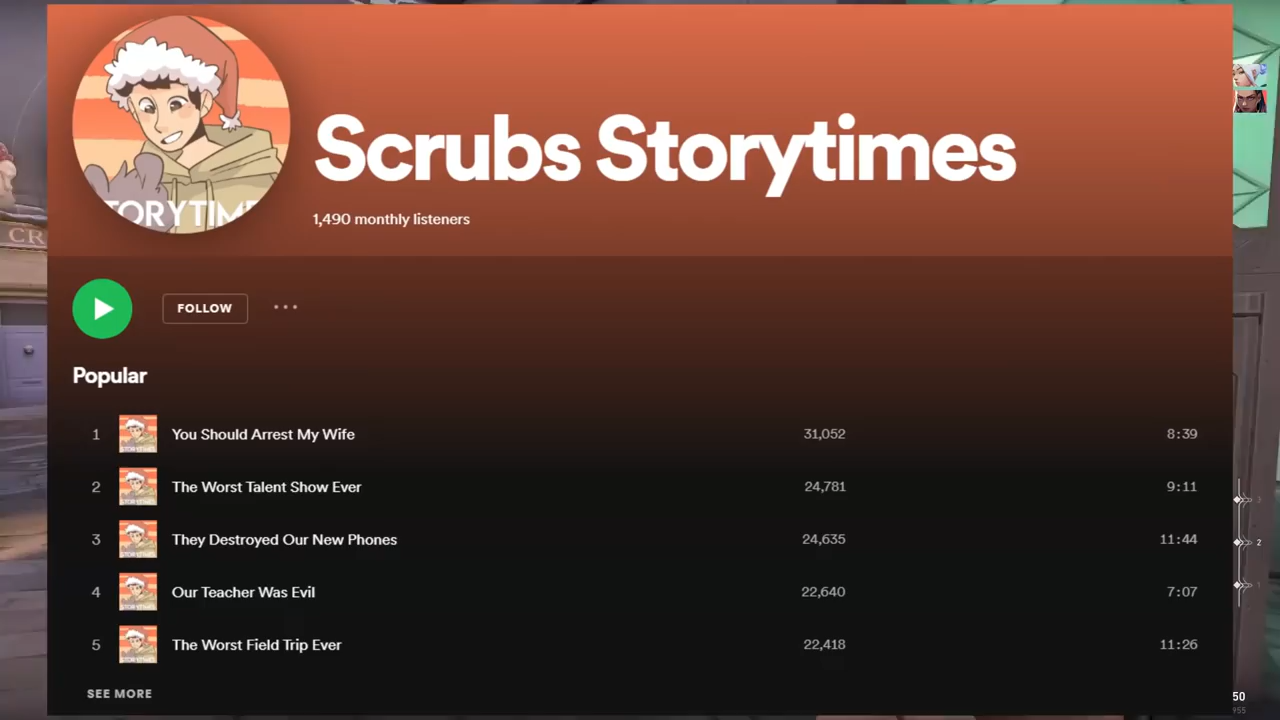 Scrubs Storytimes
1,490 monthly listeners
FOLLOW
Popular
1 You Should Arrest My Wife 31,052 8:39
2 The Worst Talent Show Ever 24,781 9:11
3 They Destroyed Our New Phones 24,635 11:44
4 Our Teacher Was Evil 22,640 7:07
5 The Worst Field Trip Ever 22,418 11:26
SEE MORE
CR
2
50
955